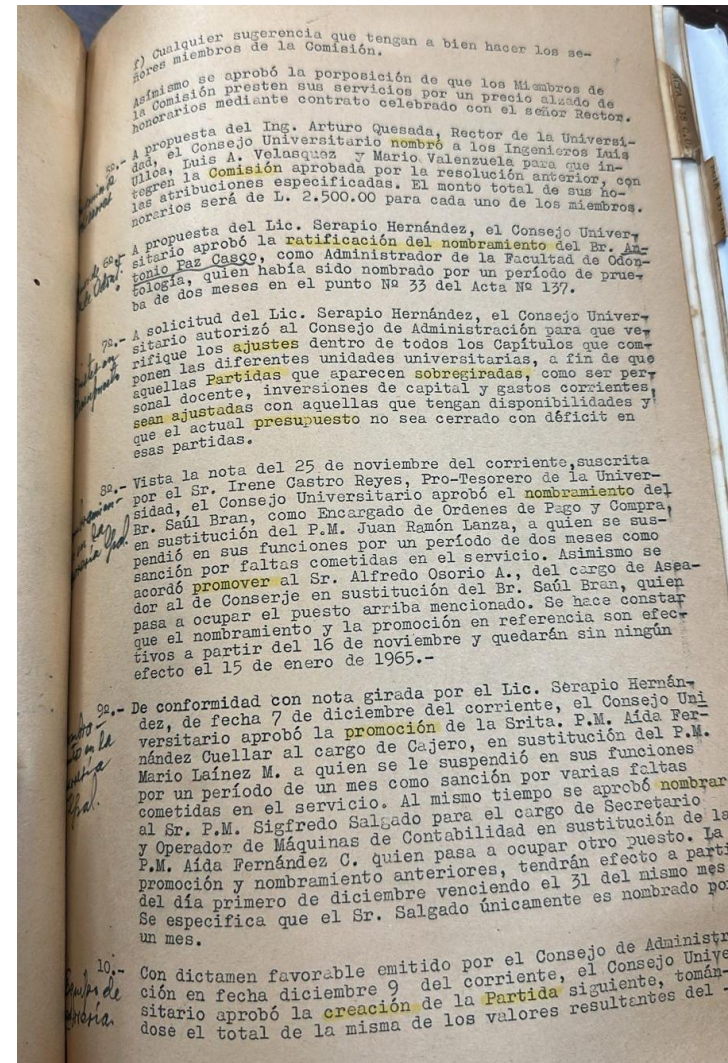 f) Cualquier sugerencia que tengan a bien hacer los se-
ñores miembros de la Comisión.
Asimismo se aprobó la porposición de que los Miembros de
la Comisión presten sus servicios por un precio alzado de
honorarios mediante contrato celebrado con el señor Rector.
5o.- A propuesta del Ing. Arturo Quesada, Rector de la Universi-
dad, el Consejo Universitario nombró a los Ingenieros Luis
Ulloa, Luis A. Velasquez y Mario Valenzuela para que in-
tegren la Comisión aprobada por la resolución anterior, con
las atribuciones especificadas. El monto total de sus ho-
norarios será de L. 2.500.00 para cada uno de los miembros.
A propuesta del Lic. Serapio Hernández, el Consejo Univer-
sitario aprobó la ratificación del nombramiento del Br. An-
tonio Paz Casco, como Administrador de la Facultad de Odon-
tología, quien había sido nombrado por un período de prue-
ba de dos meses en el punto Nº 33 del Acta Nº 137.
7o.- A solicitud del Lic. Serapio Hernández, el Consejo Univer-
sitario autorizó al Consejo de Administración para que ve-
rifique los ajustes dentro de todos los Capítulos que com-
ponen las diferentes unidades universitarias, a fin de que
aquellas Partidas que aparecen sobregiradas, como ser per-
sonal docente, inversiones de capital y gastos corrientes,
sean ajustadas con aquellas que tengan disponibilidades y
que el actual presupuesto no sea cerrado con déficit en
esas partidas.
8o.- Vista la nota del 25 de noviembre del corriente,suscrita
por el Sr. Irene Castro Reyes, Pro-Tesorero de la Univer-
sidad, el Consejo Universitario aprobó el nombramiento del
Br. Saúl Bran, como Encargado de Ordenes de Pago y Compra,
en sustitución del P.M. Juan Ramón Lanza, a quien se sus-
pendió en sus funciones por un período de dos meses como
sanción por faltas cometidas en el servicio. Asimismo se
acordó promover al Sr. Alfredo Osorio A., del cargo de Asea-
dor al de Conserje en sustitución del Br. Saúl Bran, quien
pasa a ocupar el puesto arriba mencionado. Se hace constar
que el nombramiento y la promoción en referencia son efec-
tivos a partir del 16 de noviembre y quedarán sin ningún
efecto el 15 de enero de 1965.-
9o.- De conformidad con nota girada por el Lic. Serapio Hernán-
dez, de fecha 7 de diciembre del corriente, el Consejo Uni
versitario aprobó la promoción de la Srita. P.M. Aída Fer-
nández Cuellar al cargo de Cajero, en sustitución del P.M.
Mario Laínez M. a quien se le suspendió en sus funciones
por un período de un mes como sanción por varias faltas
cometidas en el servicio. Al mismo tiempo se aprobó nombrar
al Sr. P.M. Sigfredo Salgado para el cargo de Secretario
y Operador de Máquinas de Contabilidad en sustitución de la
P.M. Aída Fernández C. quien pasa a ocupar otro puesto. La
promoción y nombramiento anteriores, tendrán efecto a parti
del día primero de diciembre venciendo el 31 del mismo mes
Se especifica que el Sr. Salgado únicamente es nombrado po
un mes.
10.- Con dictamen favorable emitido por el Consejo de Administr
ción en fecha diciembre 9 del corriente, el Consejo Unive
sitario aprobó la creación de la Partida siguiente, tomán-
dose el total de la misma de los valores resultantes del -